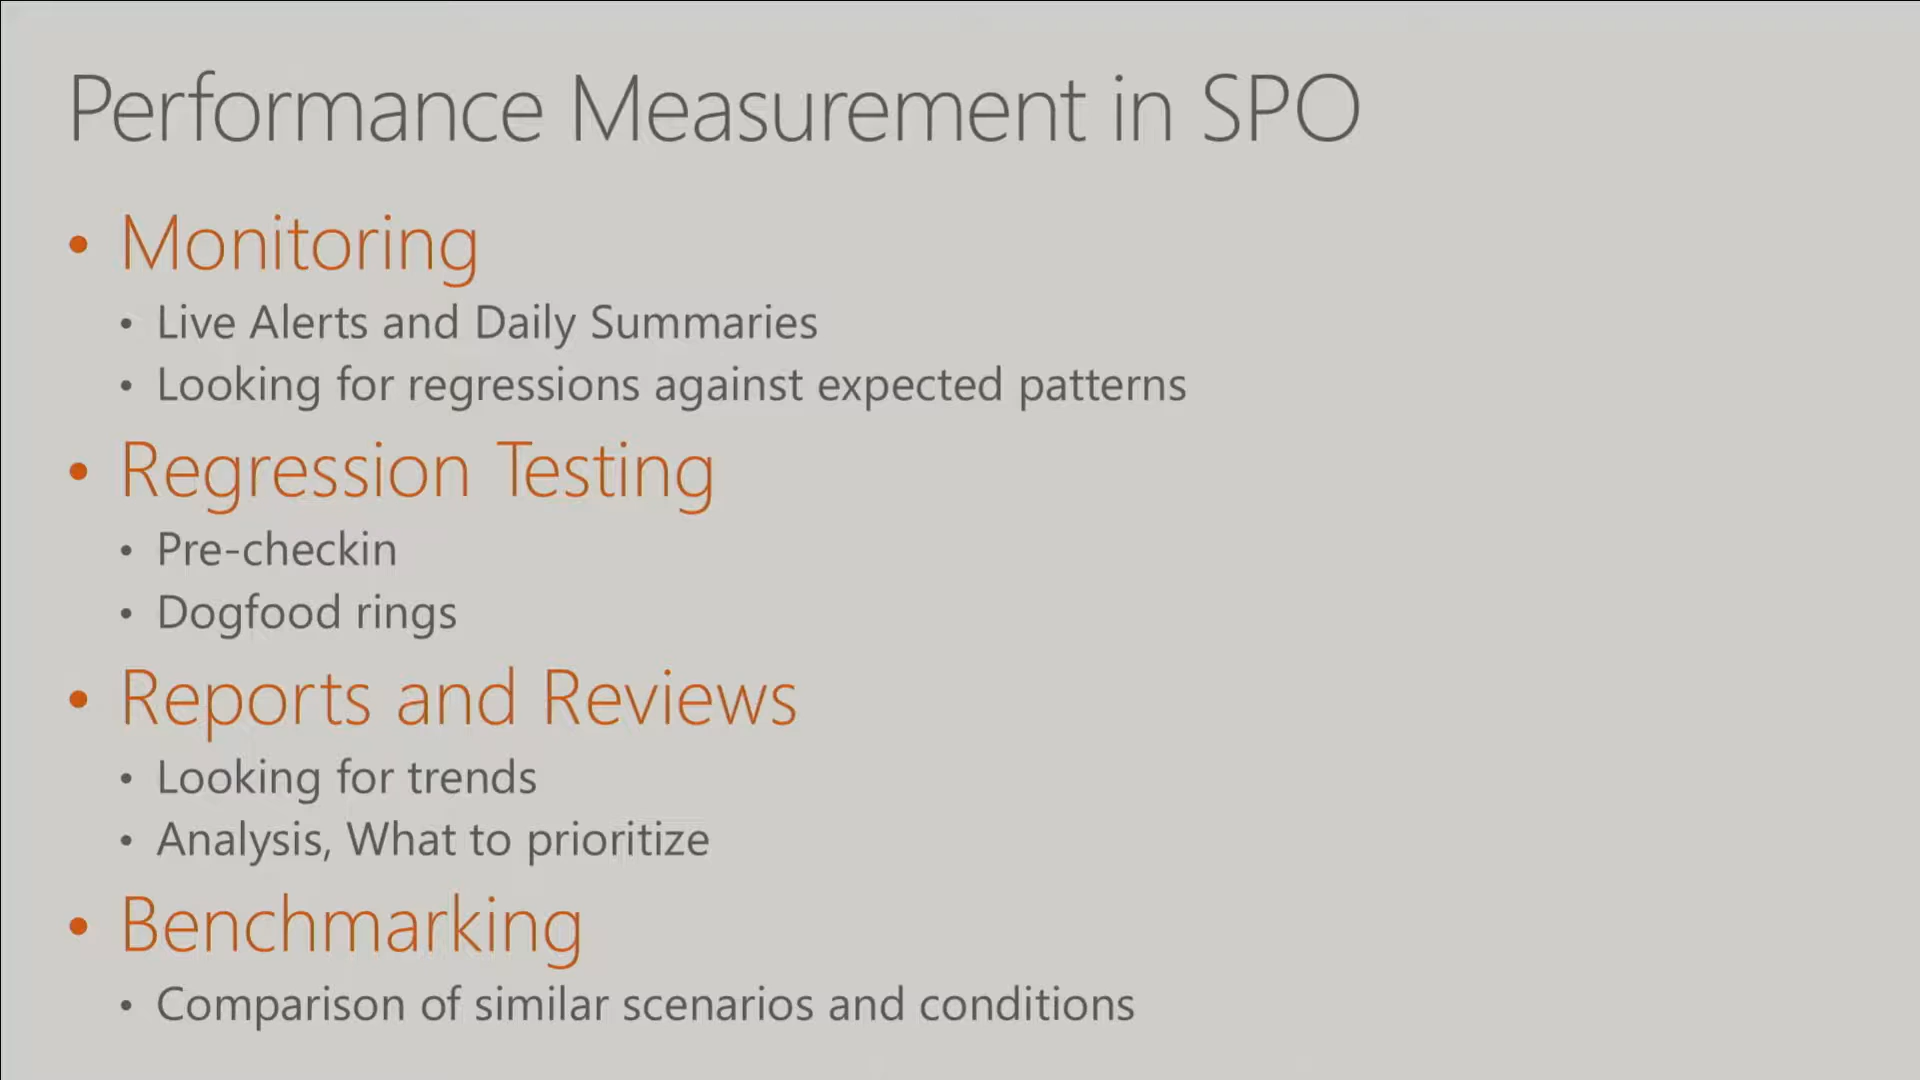 Performance Measurement in SPO
• Monitoring
• Live Alerts and Daily Summaries
• Looking for regressions against expected patterns
• Regression Testing
• Pre-checkin
• Dogfood rings
• Reports and Reviews
• Looking for trends
• Analysis, What to prioritize
• Benchmarking
• Comparison of similar scenarios and conditions